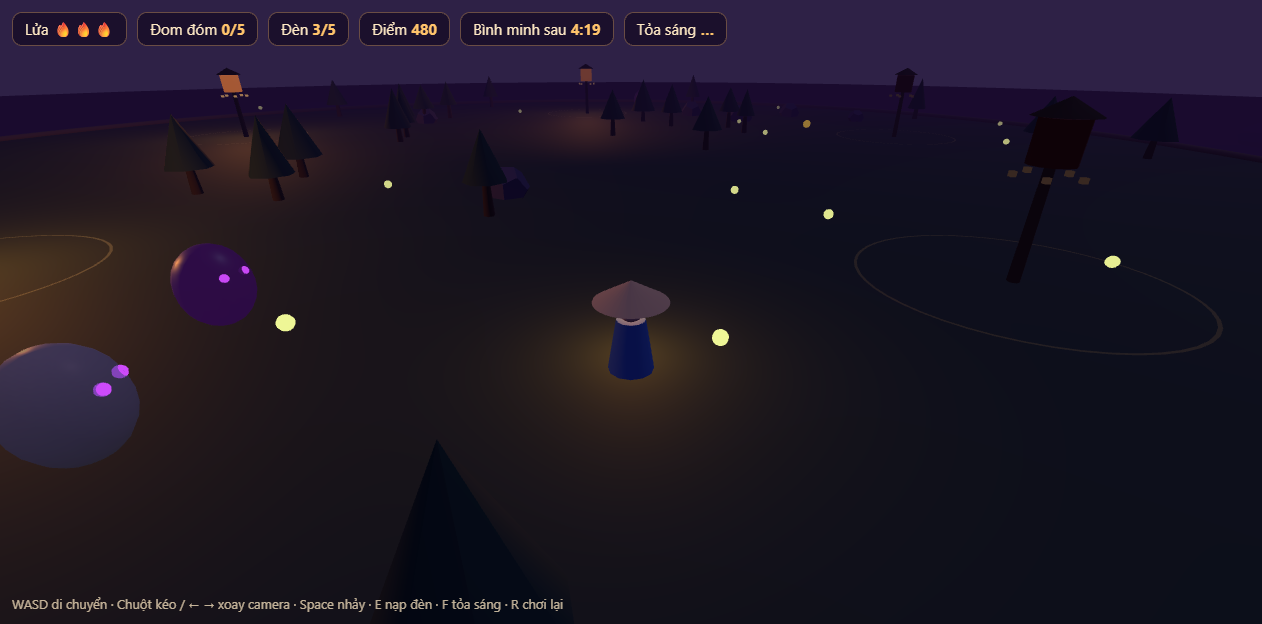 Lửa 🔥 🔥 🔥
Đom đóm 0/5
Đèn 3/5
Điểm 480
Bình minh sau 4:19
Tỏa sáng ...
WASD di chuyển · Chuột kéo / ← → xoay camera · Space nhảy · E nạp đèn · F tỏa sáng · R chơi lại